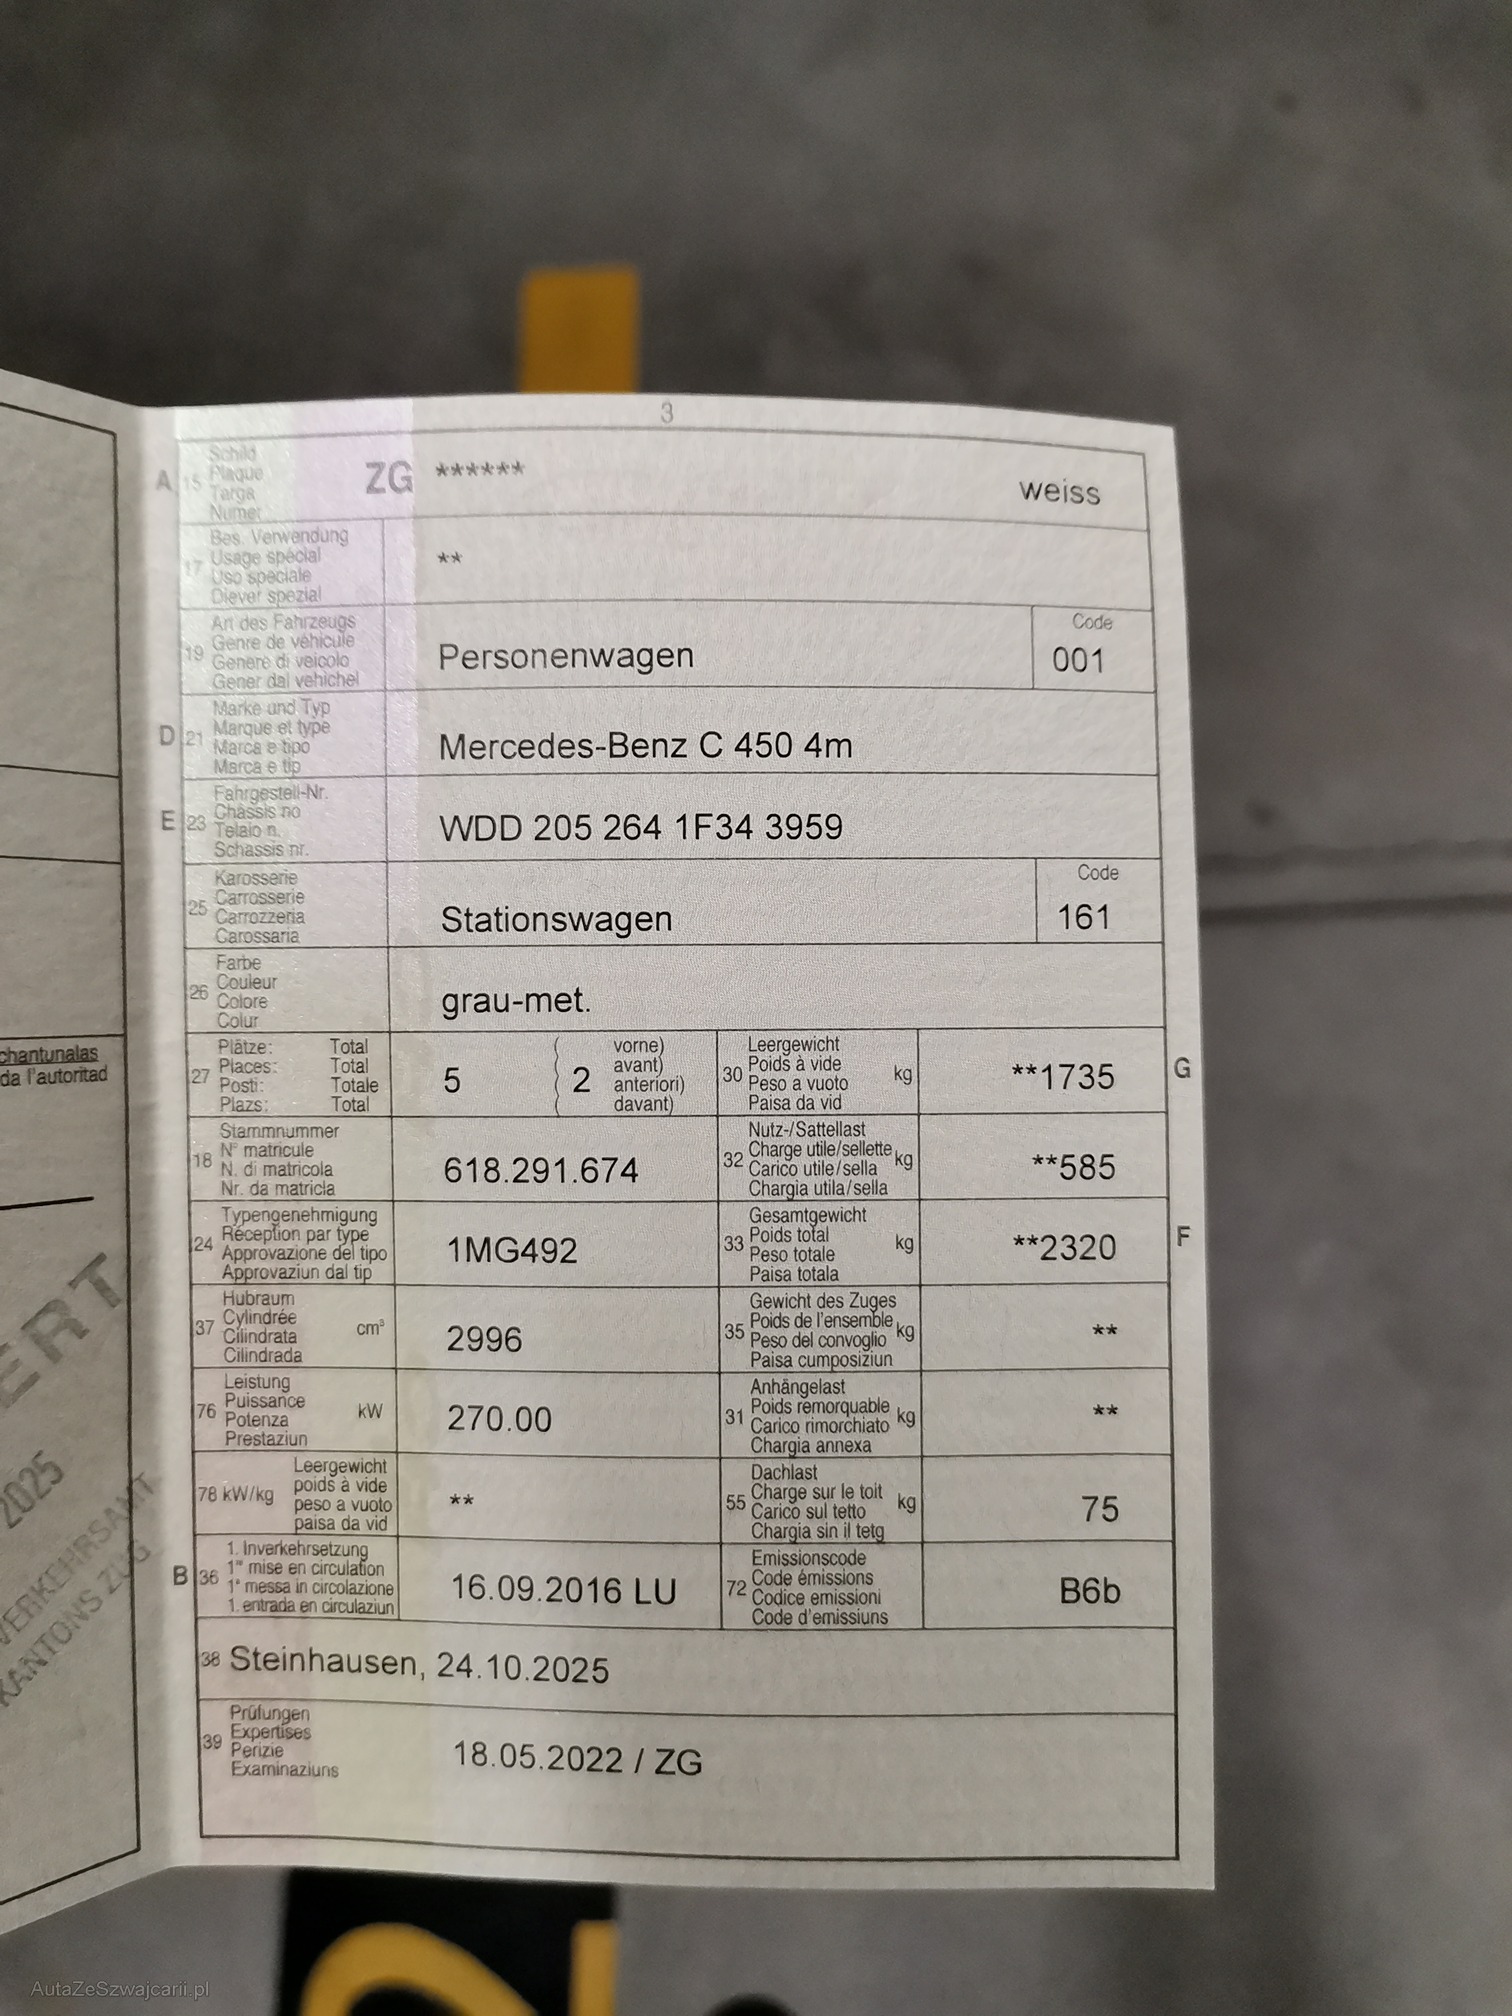 3
A 15 Schild
Plaque
Targa
Numer
ZG ****** weiss
17 Bes. Verwendung
Usage spécial
Uso speciale
Diever spezial
**
19 Art des Fahrzeugs
Genre de véhicule
Genere di veicolo
Gener dal vehichel
Personenwagen
Code
001
D 21 Marke und Typ
Marque et type
Marca e tipo
Marca e tip
Mercedes-Benz C 450 4m
E 23 Fahrgestell-Nr.
Châssis no
Telaio n.
Schassis nr.
WDD 205 264 1F34 3959
25 Karosserie
Carrosserie
Carrozzeria
Carossaria
Stationswagen
Code
161
26 Farbe
Couleur
Colore
Colur
grau-met.
27 Plätze: Total
Places: Total
Posti: Totale
Plazs: Total
5 ( 2 vorne)
avant)
anteriori)
davant)
30 Leergewicht
Poids à vide
Peso a vuoto
Paisa da vid
kg **1735 G
18 Stammnummer
N° matricule
N. di matricola
Nr. da matricla
618.291.674
32 Nutz-/Sattellast
Charge utile/sellette
Carico utile/sella
Chargia utila/sella
kg **585
24 Typengenehmigung
Réception par type
Approvazione del tipo
Approvaziun dal tip
1MG492
33 Gesamtgewicht
Poids total
Peso totale
Paisa totala
kg **2320 F
37 Hubraum
Cylindrée
Cilindrata
Cilindrada
cm³ 2996
35 Gewicht des Zuges
Poids de l'ensemble
Peso del convoglio
Paisa cumposiziun
kg **
76 Leistung
Puissance
Potenza
Prestaziun
kW 270.00
31 Anhängelast
Poids remorquable
Carico rimorchiato
Chargia annexa
kg **
78 kW/kg Leergewicht
poids à vide
peso a vuoto
paisa da vid
**
55 Dachlast
Charge sur le toit
Carico sul tetto
Chargia sin il tetg
kg 75
B 36 1. Inverkehrsetzung
1re mise en circulation
1a messa in circolazione
1. entrada en circulaziun
16.09.2016 LU
72 Emissionscode
Code émissions
Codice emissioni
Code d'emissiuns
B6b
38 Steinhausen, 24.10.2025
39 Prüfungen
Expertises
Perizie
Examinaziuns
18.05.2022 / ZG
chantunalas
da l'autoritad
ERT
2025
VERKEHRSAMT
KANTONS ZUG
AutaZeSzwajcarii.pl